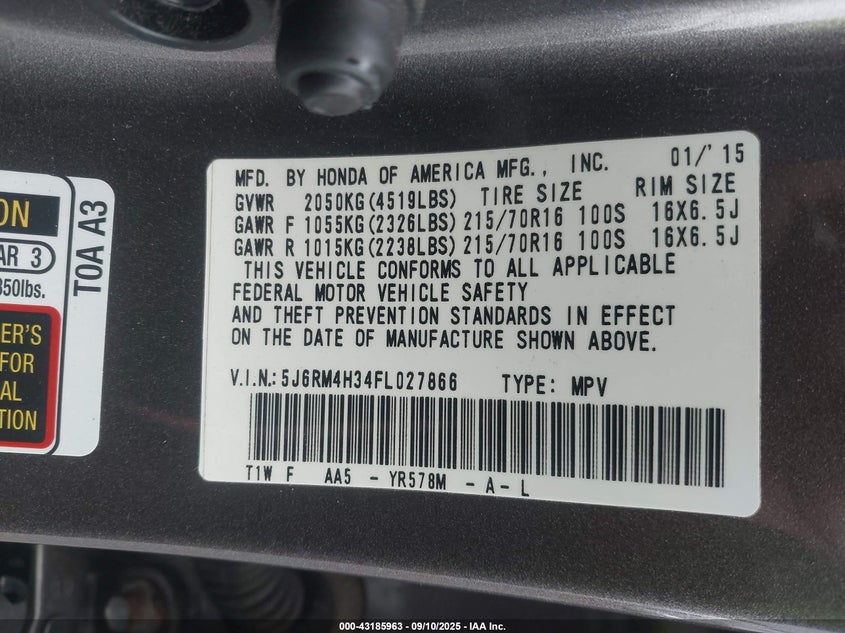 MFD. BY HONDA OF AMERICA MFG., INC. 01/'15
GVWR 2050KG(4519LBS) TIRE SIZE RIM SIZE
GAWR F 1055KG(2326LBS) 215/70R16 100S 16X6.5J
GAWR R 1015KG(2238LBS) 215/70R16 100S 16X6.5J
THIS VEHICLE CONFORMS TO ALL APPLICABLE
FEDERAL MOTOR VEHICLE SAFETY
AND THEFT PREVENTION STANDARDS IN EFFECT
ON THE DATE OF MANUFACTURE SHOWN ABOVE.
V.I.N.: 5J6RM4H34FL027866 TYPE: MPV
T1W F AA5 - YR578M - A - L
ON
AR 3
350lbs.
ER'S
FOR
AL
TION
T0A A3
000-43185963 - 09/10/2025 - IAA Inc.